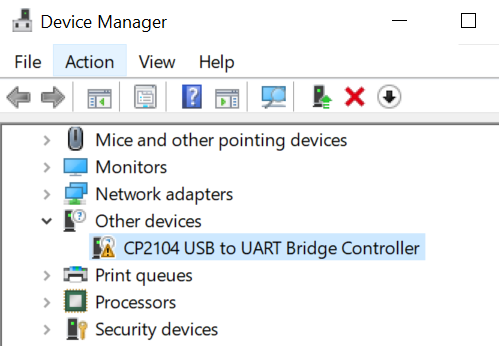 Device Manager
File Action View Help
Mice and other pointing devices
Monitors
Network adapters
Other devices
CP2104 USB to UART Bridge Controller
Print queues
Processors
Security devices